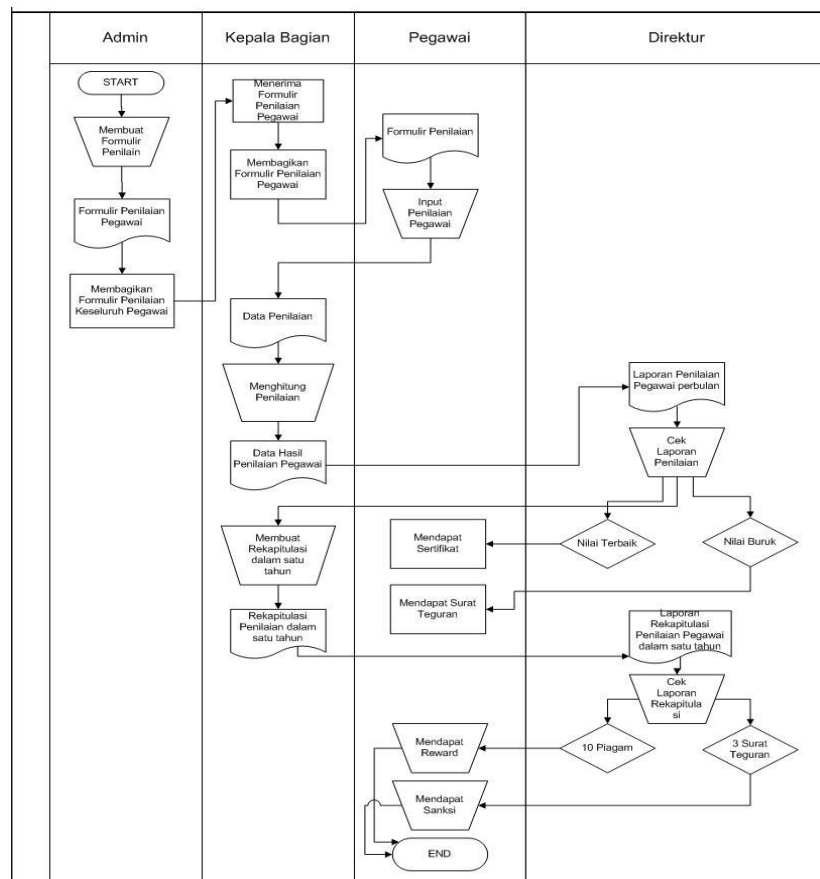 Admin
Kepala Bagian
Pegawai
Direktur
START
Membuat
Formulir
Penilain
Formulir Penilaian
Pegawai
Membagikan
Formulir Penilaian
Keseluruh Pegawai
Menerima
Formulir
Penilaian
Pegawai
Membagikan
Formulir Penilaian
Pegawai
Formulir Penilaian
Input
Penilaian
Pegawai
Data Penilaian
Menghitung
Penilaian
Data Hasil
Penilaian Pegawai
Laporan Penilaian
Pegawai perbulan
Cek
Laporan
Penilaian
Nilai Terbaik
Nilai Buruk
Mendapat
Sertifikat
Mendapat Surat
Teguran
Membuat
Rekapitulasi
dalam satu
tahun
Rekapitulasi
Penilaian dalam
satu tahun
Laporan
Rekapitulasi
Penilaian Pegawai
dalam satu tahun
Cek
Laporan
Rekapitula
si
10 Piagam
3 Surat
Teguran
Mendapat
Reward
Mendapat
Sanksi
END